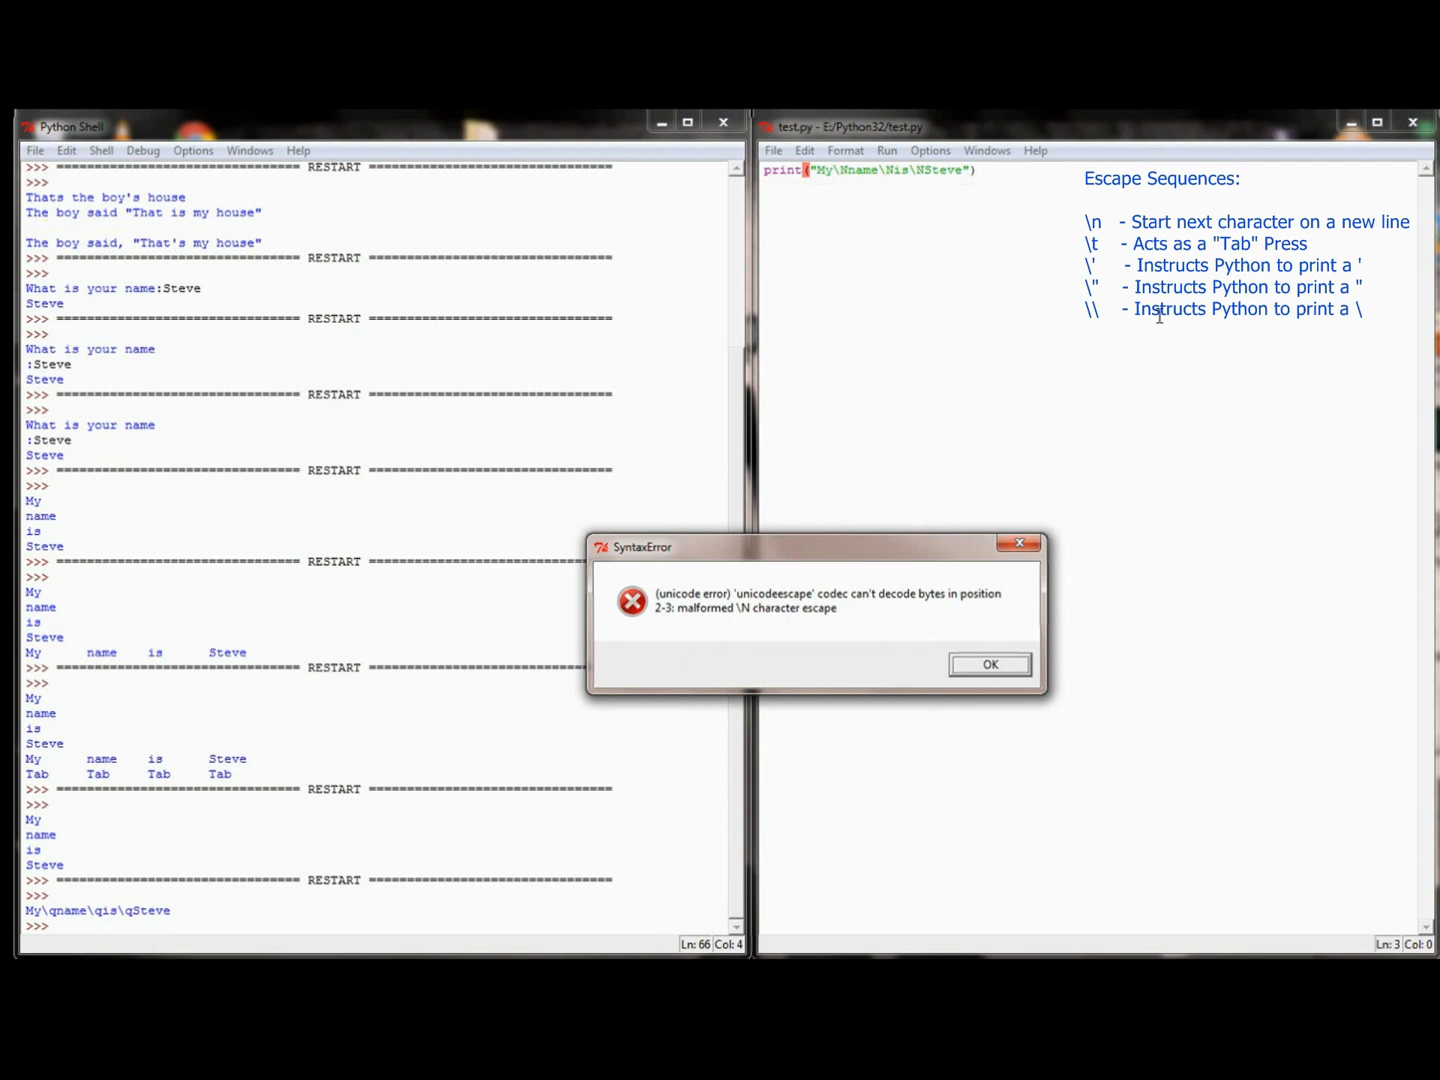 Python Shell
File Edit Shell Debug Options Windows Help
>>> ================================ RESTART ================================
>>>
Thats the boy's house
The boy said "That is my house"
The boy said, "That's my house"
>>> ================================ RESTART ================================
>>>
What is your name:Steve
Steve
>>> ================================ RESTART ================================
>>>
What is your name
:Steve
Steve
>>> ================================ RESTART ================================
>>>
What is your name
:Steve
Steve
>>> ================================ RESTART ================================
>>>
My
name
is
Steve
>>> ================================ RESTART ================================
>>>
My
name
is
Steve
My name is Steve
>>> ================================ RESTART ================================
>>>
My
name
is
Steve
My name is Steve
Tab Tab Tab Tab
>>> ================================ RESTART ================================
>>>
My
name
is
Steve
>>> ================================ RESTART ================================
>>>
My\qname\qis\qSteve
>>>
Ln: 66 Col: 4
test.py - E:/Python32/test.py
File Edit Format Run Options Windows Help
print("My\Nname\Nis\NSteve")
Escape Sequences:
\n - Start next character on a new line
\t - Acts as a "Tab" Press
\' - Instructs Python to print a '
\" - Instructs Python to print a "
\\ - Instructs Python to print a \
Ln: 3 Col: 0
SyntaxError
(unicode error) 'unicodeescape' codec can't decode bytes in position
2-3: malformed \N character escape
OK